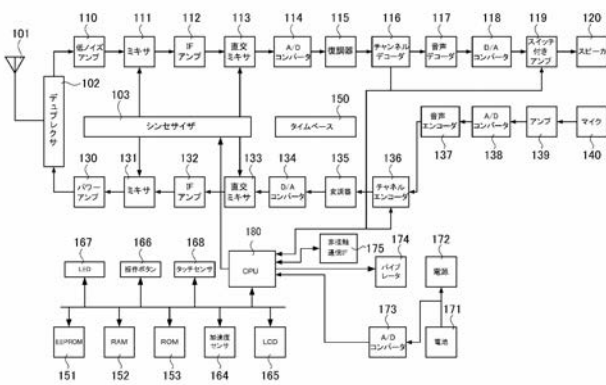 110
111
112
113
114
115
116
117
118
119
120
101
低ノイズ
アンプ
ミキサ
IF
アンプ
直交
ミキサ
A/D
コンバータ
復調器
チャンネル
デコーダ
音声
デコーダ
D/A
コンバータ
スイッチ
付き
アンプ
スピーカ
102
デュプレクサ
103
シンセサイザ
150
タイムベース
音声
エンコーダ
A/D
コンバータ
アンプ
マイク
137
138
139
140
130
131
132
133
134
135
136
パワー
アンプ
ミキサ
IF
アンプ
直交
ミキサ
D/A
コンバータ
変調器
チャネル
エンコーダ
167
166
168
180
175
174
172
LED
操作ボタン
タッチセンサ
CPU
非接触
通信IF
バイブ
レータ
電源
173
171
A/D
コンバータ
電池
EEPROM
RAM
ROM
加速度
センサ
LCD
151
152
153
164
165